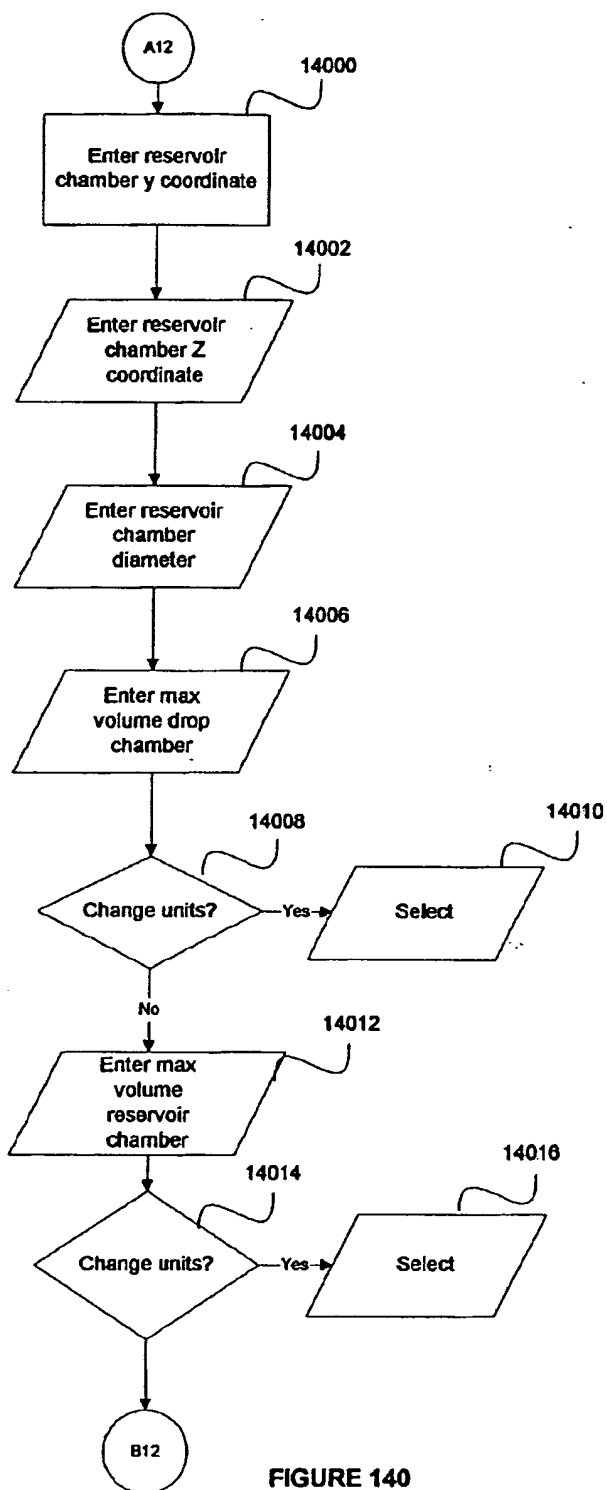 A12
14000
Enter reservoir
chamber y coordinate
14002
Enter reservoir
chamber Z
coordinate
14004
Enter reservoir
chamber
diameter
14006
Enter max
volume drop
chamber
14008
Change units?
Yes
14010
Select
No
14012
Enter max
volume
reservoir
chamber
14014
Change units?
Yes
14016
Select
B12
FIGURE 140